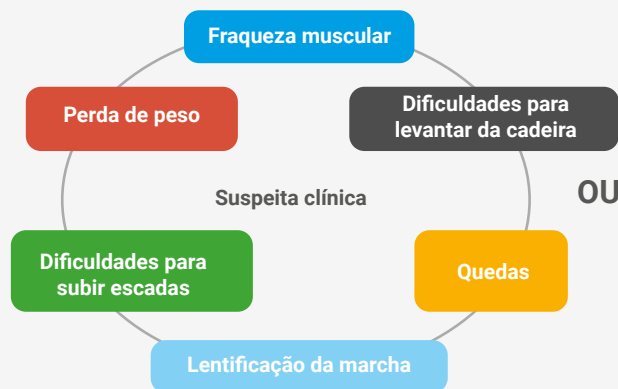 Fraqueza muscular
Perda de peso
Dificuldades para
levantar da cadeira
Suspeita clínica
OU
Dificuldades para
subir escadas
Quedas
Lentificação da marcha